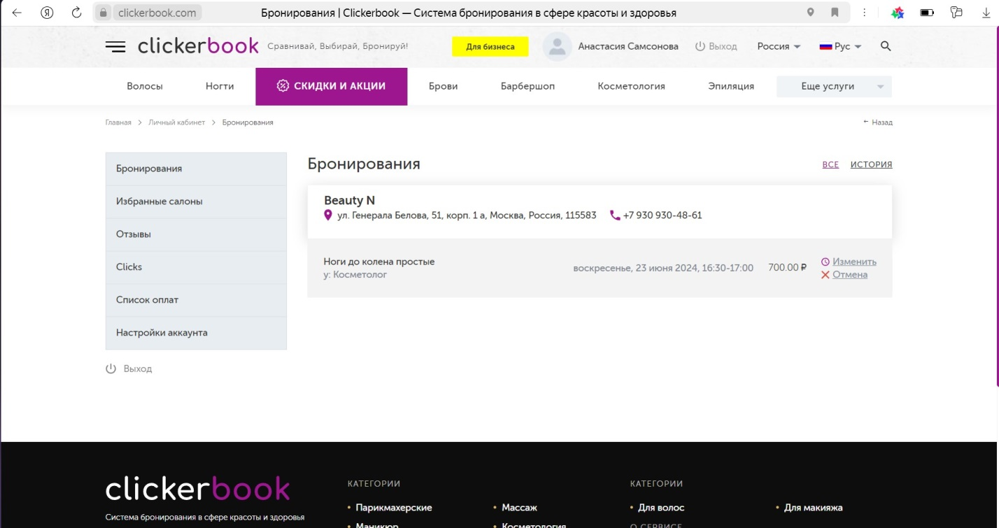 clickerbook.com
Бронирования | Clickerbook — Система бронирования в сфере красоты и здоровья
clickerbook
Сравнивай, Выбирай, Бронируй!
Для бизнеса
Анастасия Самсонова
Выход
Россия
Рус
Волосы
Ногти
СКИДКИ И АКЦИИ
Брови
Барбершоп
Косметология
Эпиляция
Еще услуги
Главная > Личный кабинет > Бронирования
← Назад
Бронирования
Избранные салоны
Отзывы
Clicks
Список оплат
Настройки аккаунта
Выход
Бронирования
ВСЕ ИСТОРИЯ
Beauty N
ул. Генерала Белова, 51, корп. 1 а, Москва, Россия, 115583 +7 930 930-48-61
Ноги до колена простые
у: Косметолог
воскресенье, 23 июня 2024, 16:30-17:00
700.00 ₽
Изменить
Отмена
clickerbook
Система бронирования в сфере красоты и здоровья
КАТЕГОРИИ
• Парикмахерские
• Массаж
• Маникюр
• Косметология
КАТЕГОРИИ
• Для волос
• Для макияжа
О СЕРВИСЕ